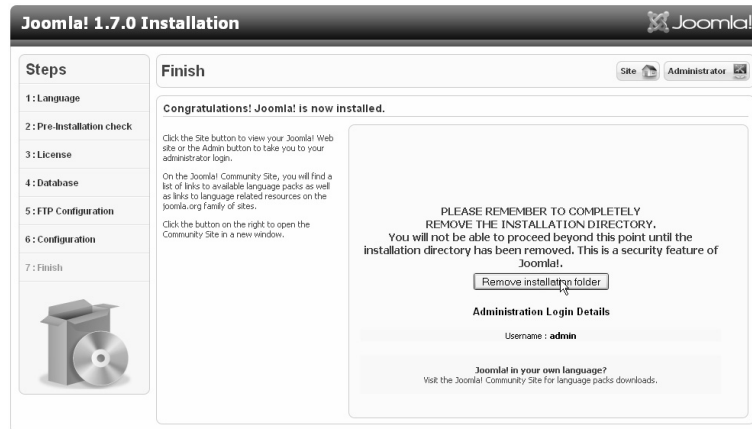 Joomla! 1.7.0 Installation
Joomla!
Steps
1 : Language
2 : Pre-Installation check
3 : License
4 : Database
5 : FTP Configuration
6 : Configuration
7 : Finish
Finish
Site
Administrator
Congratulations! Joomla! is now installed.
Click the Site button to view your Joomla! Web
site or the Admin button to take you to your
administrator login.
On the Joomla! Community Site, you will find a
list of links to available language packs as well
as links to language related resources on the
joomla.org family of sites.
Click the button on the right to open the
Community Site in a new window.
PLEASE REMEMBER TO COMPLETELY
REMOVE THE INSTALLATION DIRECTORY.
You will not be able to proceed beyond this point until the
installation directory has been removed. This is a security feature of
Joomla!.
Remove installation folder
Administration Login Details
Username : admin
Joomla! in your own language?
Visit the Joomla! Community Site for language packs downloads.